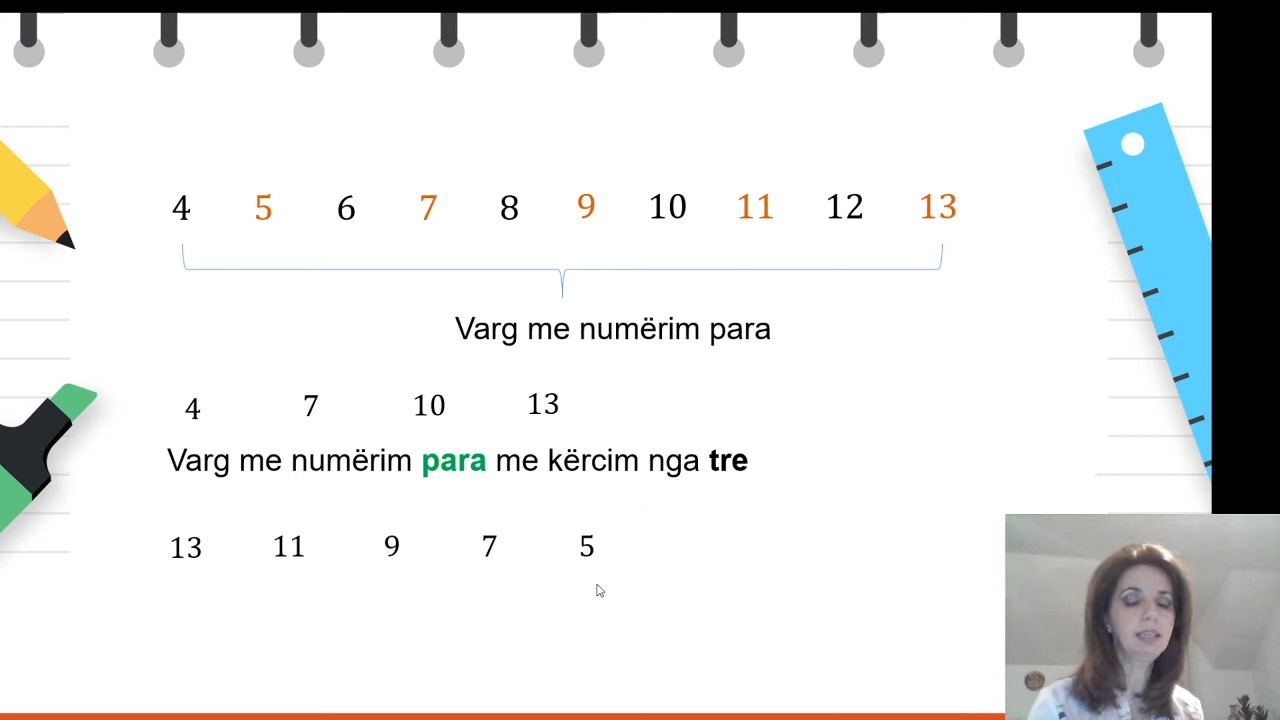 4 5 6 7 8 9 10 11 12 13
Varg me numërim para
4 7 10 13
Varg me numërim para me kërcim nga tre
13 11 9 7 5